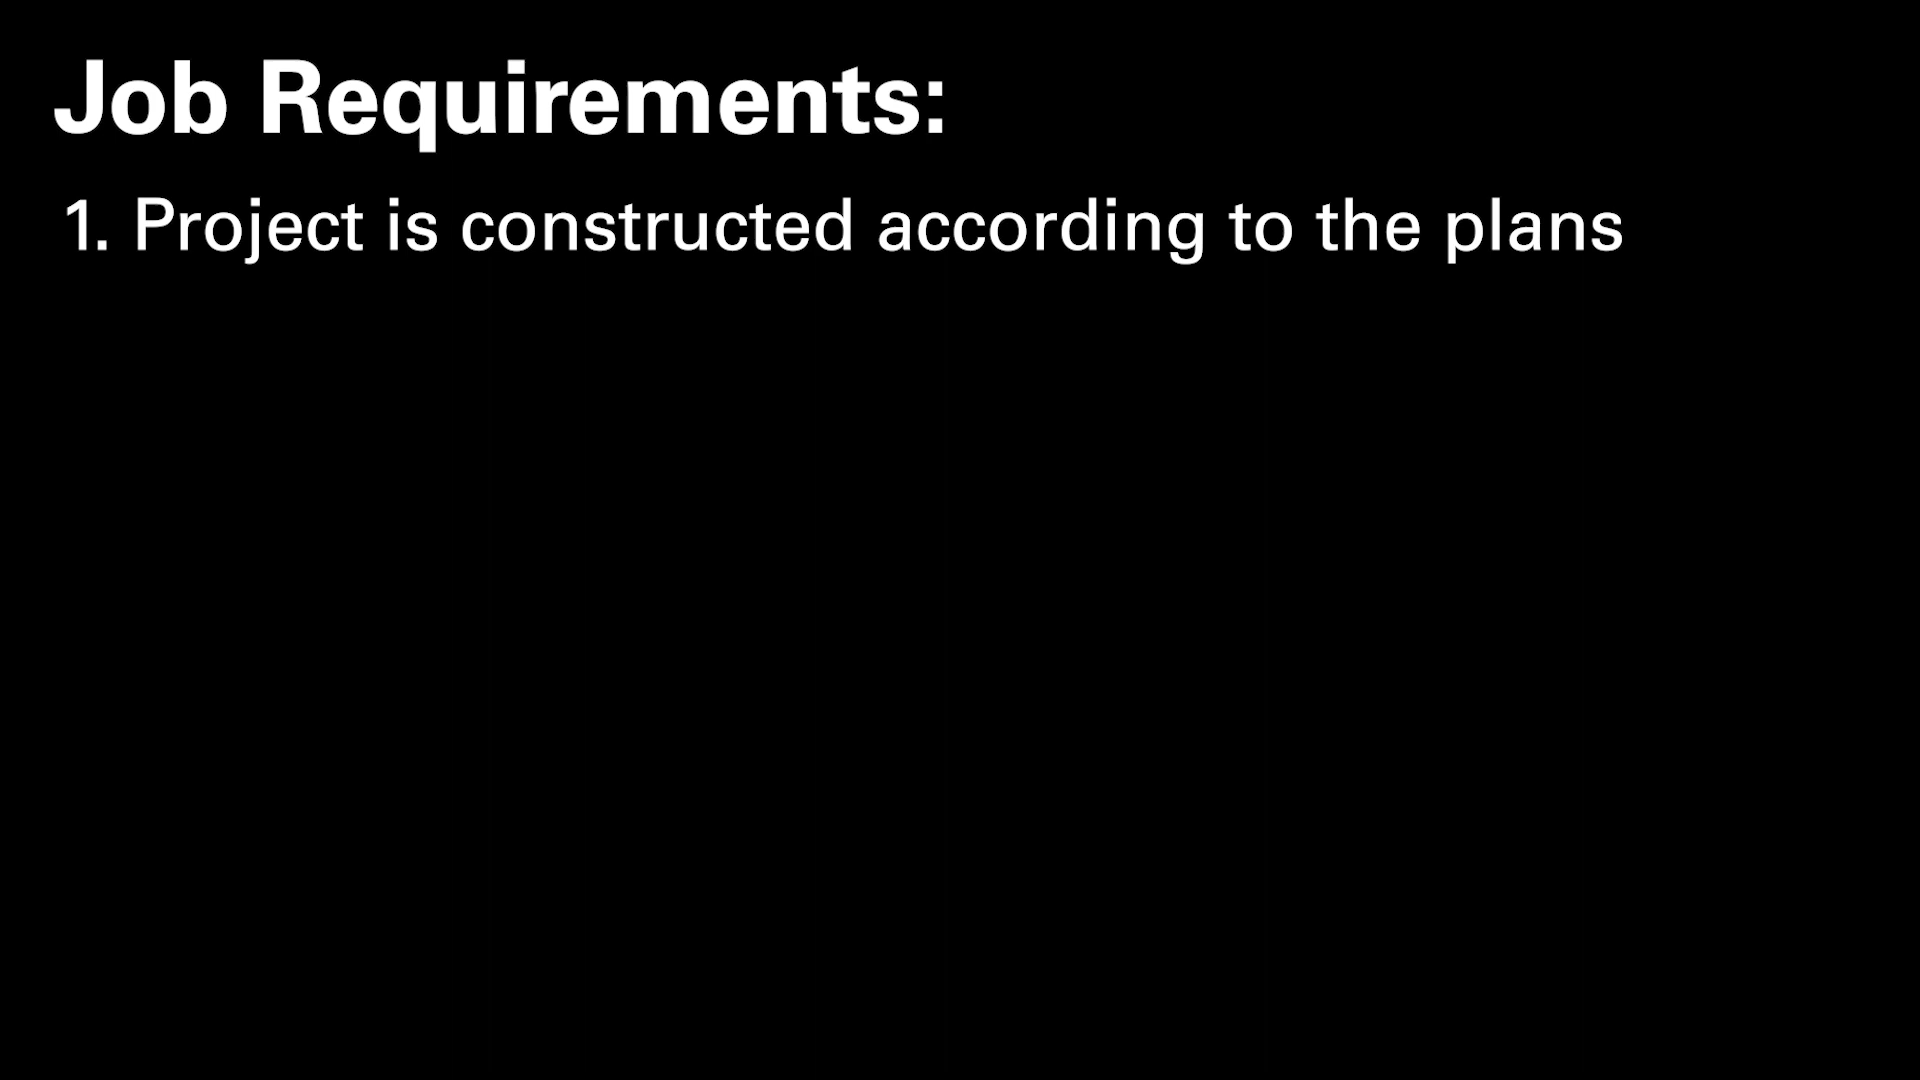 Job Requirements:
1. Project is constructed according to the plans